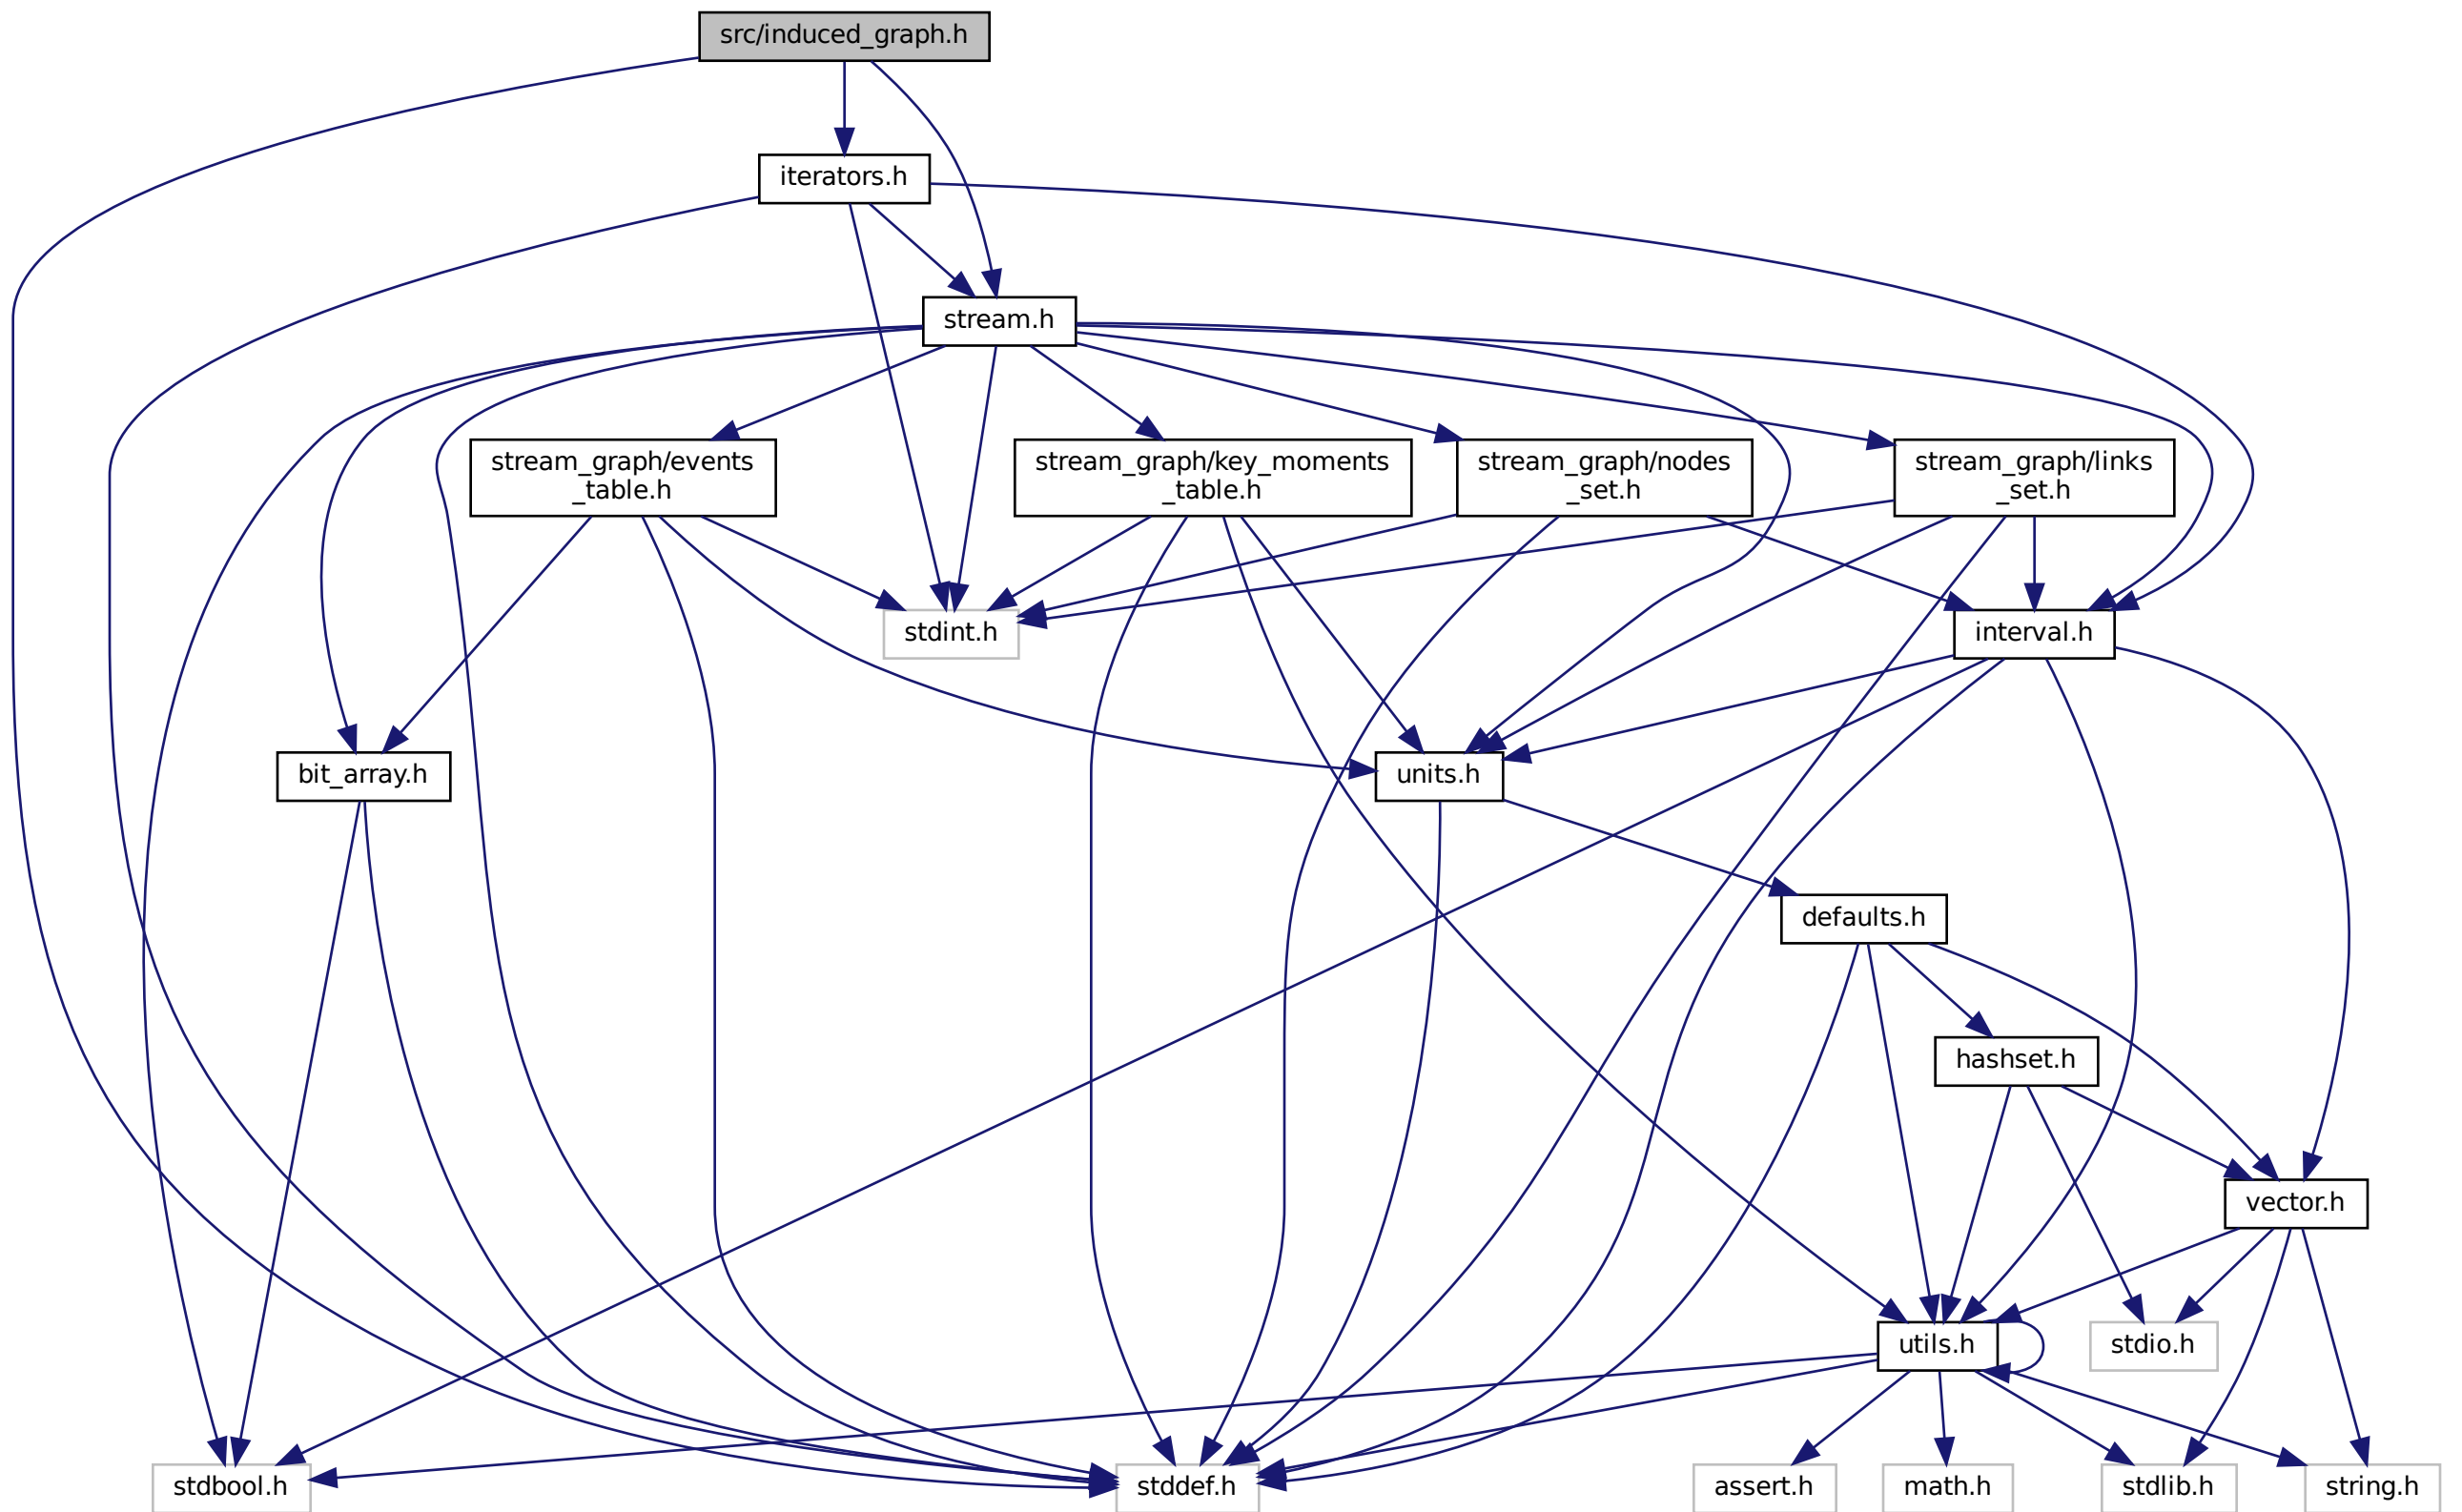 src/induced_graph.h
iterators.h
stream.h
stream_graph/events
_table.h
stream_graph/key_moments
_table.h
stream_graph/nodes
_set.h
stream_graph/links
_set.h
stdint.h
interval.h
bit_array.h
units.h
defaults.h
hashset.h
vector.h
utils.h
stdio.h
stdbool.h
stddef.h
assert.h
math.h
stdlib.h
string.h